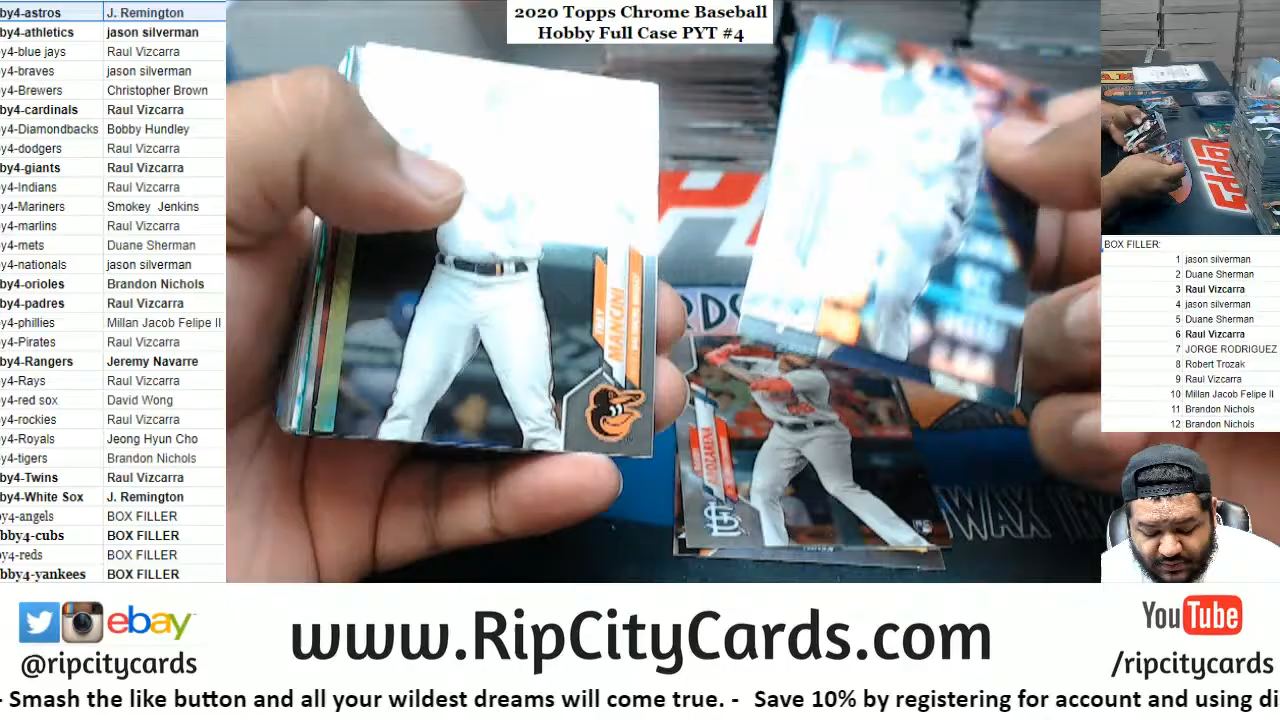 by4-astros J. Remington
by4-athletics jason silverman
y4-blue jays Raul Vizcarra
y4-braves jason silverman
y4-Brewers Christopher Brown
by4-cardinals Raul Vizcarra
y4-Diamondbacks Bobby Hundley
y4-dodgers Raul Vizcarra
by4-giants Raul Vizcarra
y4-Indians Raul Vizcarra
y4-Mariners Smokey Jenkins
y4-marlins Raul Vizcarra
y4-mets Duane Sherman
y4-nationals jason silverman
by4-orioles Brandon Nichols
by4-padres Raul Vizcarra
y4-phillies Millan Jacob Felipe II
y4-Pirates Raul Vizcarra
by4-Rangers Jeremy Navarre
y4-Rays Raul Vizcarra
y4-red sox David Wong
y4-rockies Raul Vizcarra
y4-Royals Jeong Hyun Cho
y4-tigers Brandon Nichols
by4-Twins Raul Vizcarra
by4-White Sox J. Remington
y4-angels BOX FILLER
bby4-cubs BOX FILLER
y4-reds BOX FILLER
bby4-yankees BOX FILLER
2020 Topps Chrome Baseball
Hobby Full Case PYT #4
TREY
MANCINI
AROZARENA
RDS
WAX
TOPPS
BOX FILLER:
1 jason silverman
2 Duane Sherman
3 Raul Vizcarra
4 jason silverman
5 Duane Sherman
6 Raul Vizcarra
7 JORGE RODRIGUEZ
8 Robert Trozak
9 Raul Vizcarra
10 Millan Jacob Felipe II
11 Brandon Nichols
12 Brandon Nichols
ebay
@ripcitycards
www.RipCityCards.com
YouTube
/ripcitycards
- Smash the like button and all your wildest dreams will come true. - Save 10% by registering for account and using di